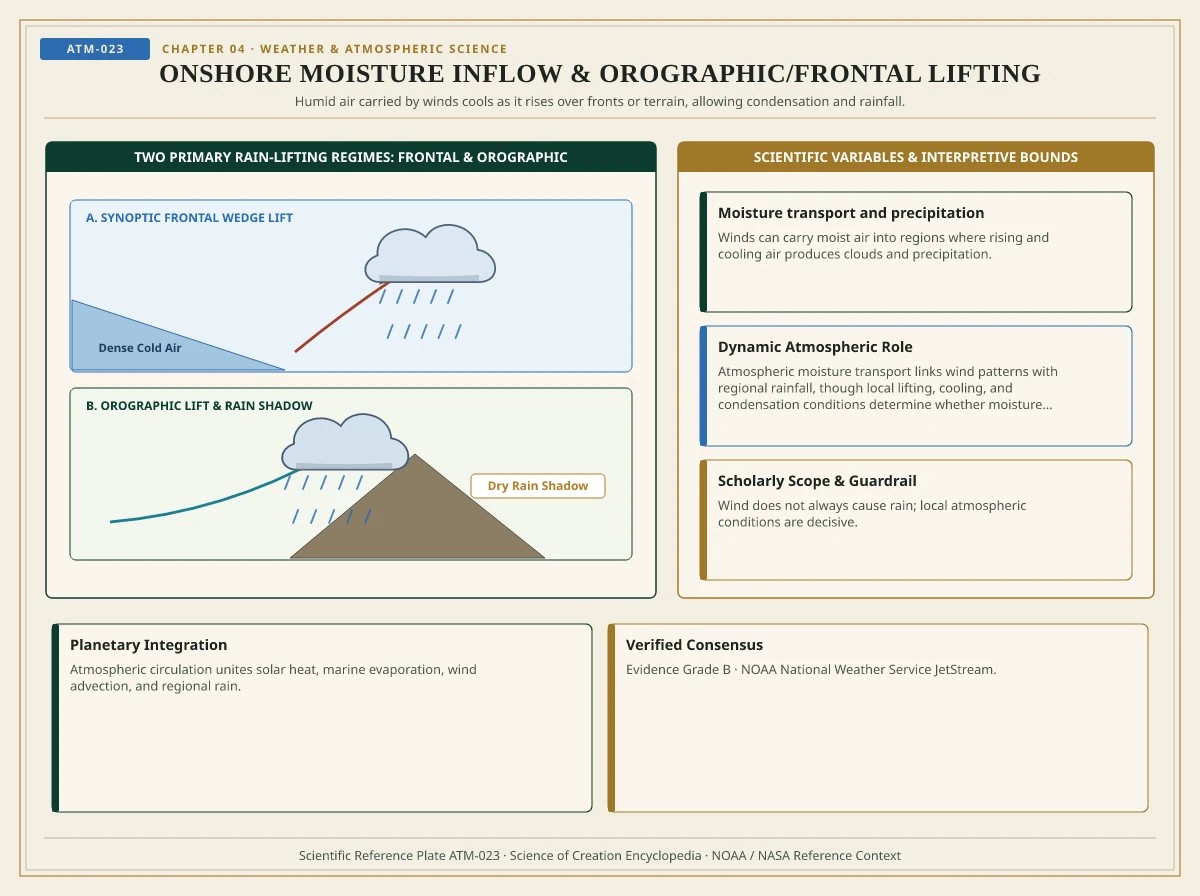 ATM-023
CHAPTER 04 · WEATHER & ATMOSPHERIC SCIENCE
ONSHORE MOISTURE INFLOW & OROGRAPHIC/FRONTAL LIFTING
Humid air carried by winds cools as it rises over fronts or terrain, allowing condensation and rainfall.
TWO PRIMARY RAIN-LIFTING REGIMES: FRONTAL & OROGRAPHIC
A. SYNOPTIC FRONTAL WEDGE LIFT
Dense Cold Air
B. OROGRAPHIC LIFT & RAIN SHADOW
Dry Rain Shadow
SCIENTIFIC VARIABLES & INTERPRETIVE BOUNDS
Moisture transport and precipitation
Winds can carry moist air into regions where rising and
cooling air produces clouds and precipitation.
Dynamic Atmospheric Role
Atmospheric moisture transport links wind patterns with
regional rainfall, though local lifting, cooling, and
condensation conditions determine whether moisture...
Scholarly Scope & Guardrail
Wind does not always cause rain; local atmospheric
conditions are decisive.
Planetary Integration
Atmospheric circulation unites solar heat, marine evaporation, wind
advection, and regional rain.
Verified Consensus
Evidence Grade B · NOAA National Weather Service JetStream.
Scientific Reference Plate ATM-023 · Science of Creation Encyclopedia · NOAA / NASA Reference Context